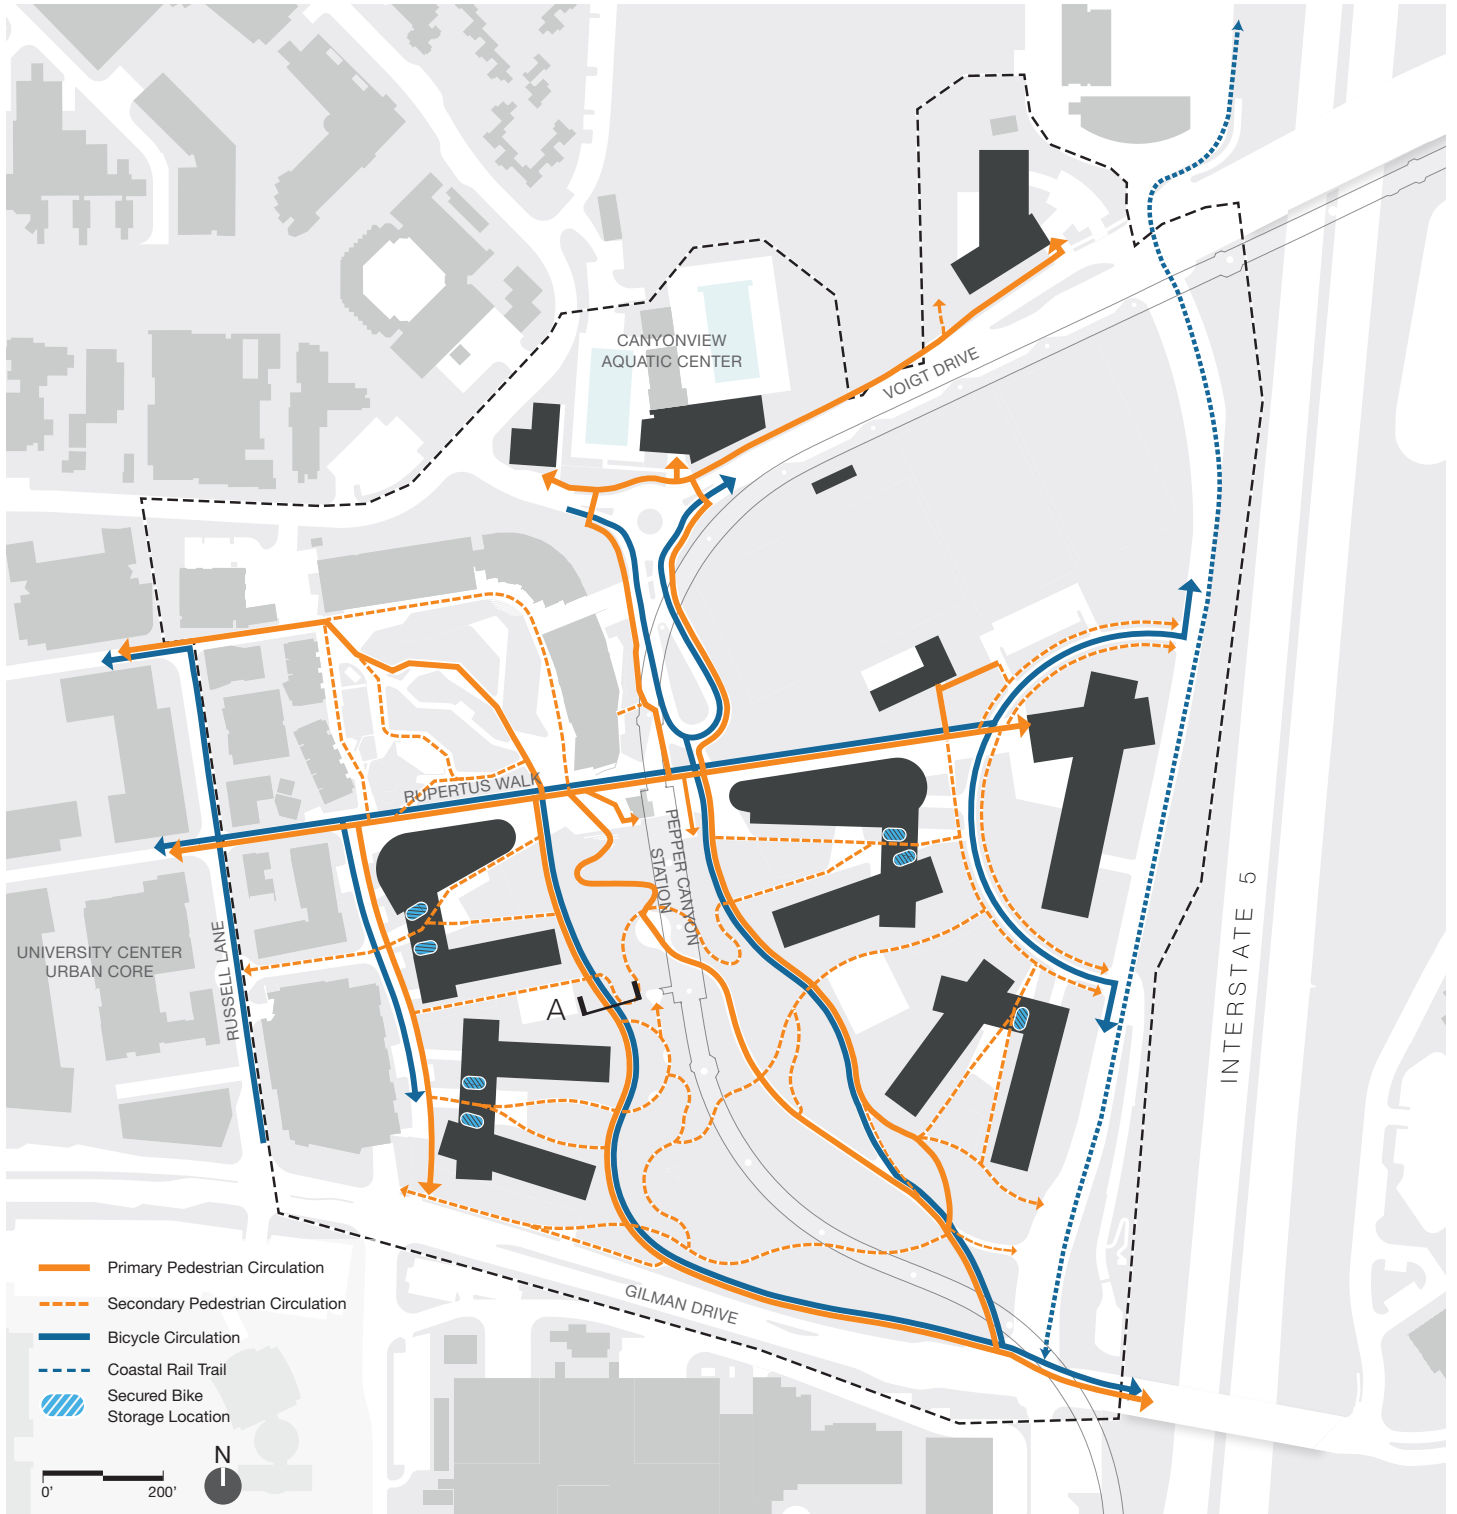 CANYONVIEW
AQUATIC CENTER
VOIGT DRIVE
RUPERTUS WALK
PEPPER CANYON
STATION
UNIVERSITY CENTER
URBAN CORE
RUSSELL LANE
A
INTERSTATE 5
GILMAN DRIVE
Primary Pedestrian Circulation
Secondary Pedestrian Circulation
Bicycle Circulation
Coastal Rail Trail
Secured Bike
Storage Location
N
0' 200'